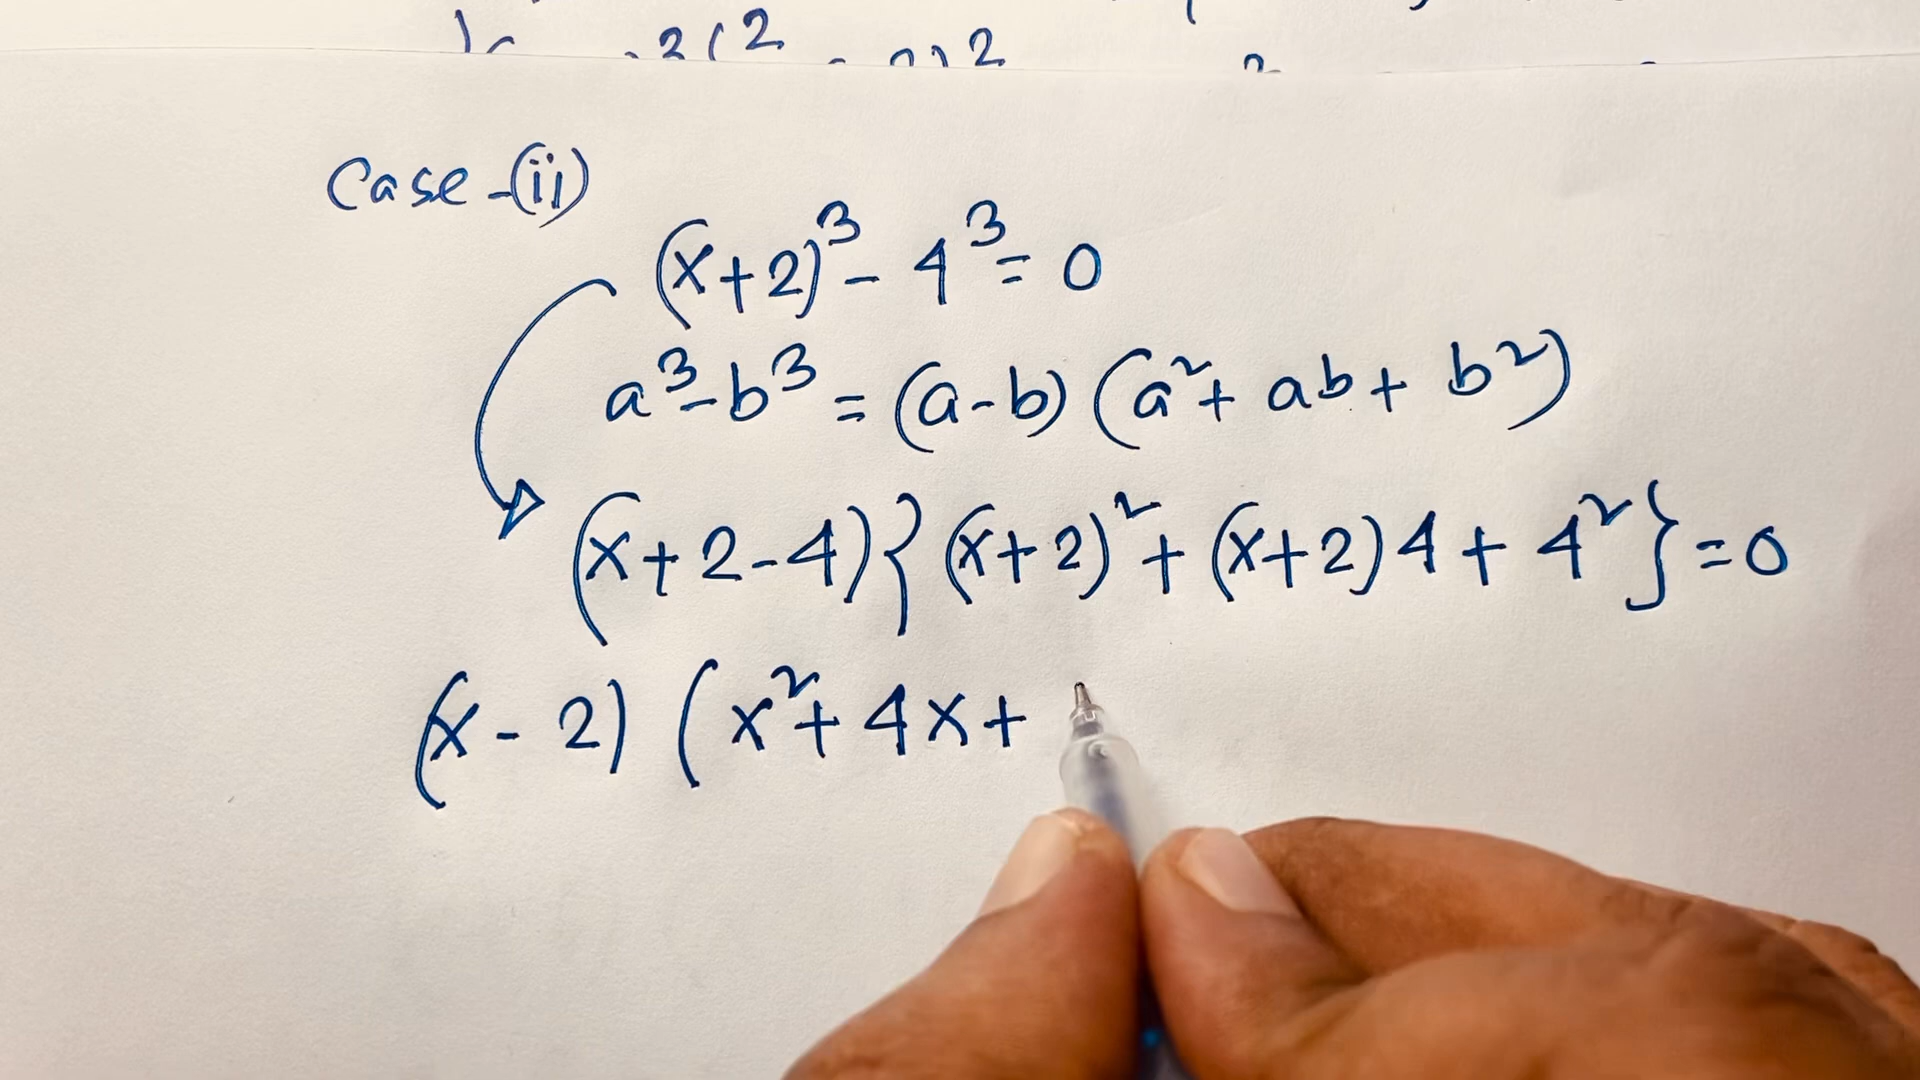 Case-(ii)
(x+2)³ - 4³ = 0
a³-b³ = (a-b) (a²+ ab+ b²)
(x+2-4){(x+2)²+(x+2)4+4²}=0
(x-2) (x²+4x+